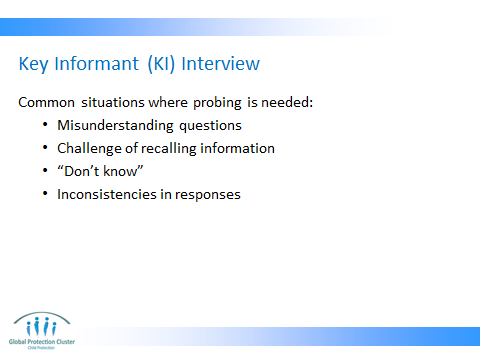 Key Informant (KI) Interview
Common situations where probing is needed:
• Misunderstanding questions
• Challenge of recalling information
• “Don’t know”
• Inconsistencies in responses
Global Protection Cluster
Child Protection